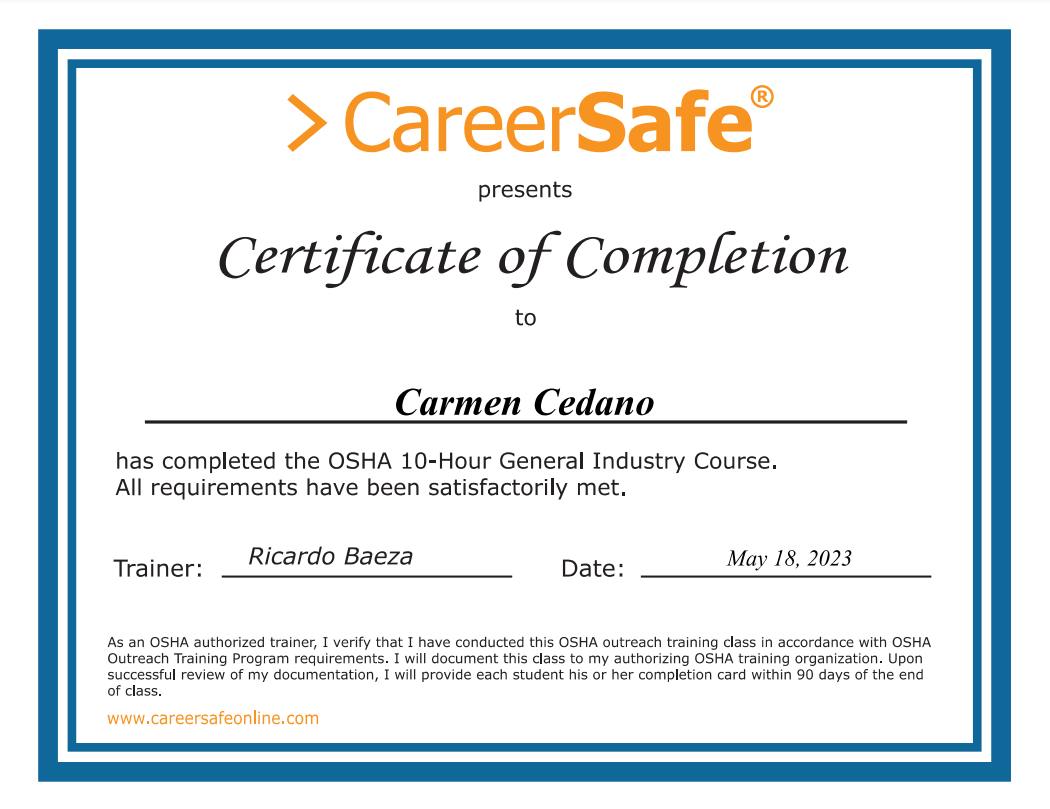 > CareerSafe®
presents
Certificate of Completion
to
Carmen Cedano
has completed the OSHA 10-Hour General Industry Course.
All requirements have been satisfactorily met.
Trainer: Ricardo Baeza Date: May 18, 2023
As an OSHA authorized trainer, I verify that I have conducted this OSHA outreach training class in accordance with OSHA
Outreach Training Program requirements. I will document this class to my authorizing OSHA training organization. Upon
successful review of my documentation, I will provide each student his or her completion card within 90 days of the end
of class.
www.careersafeonline.com